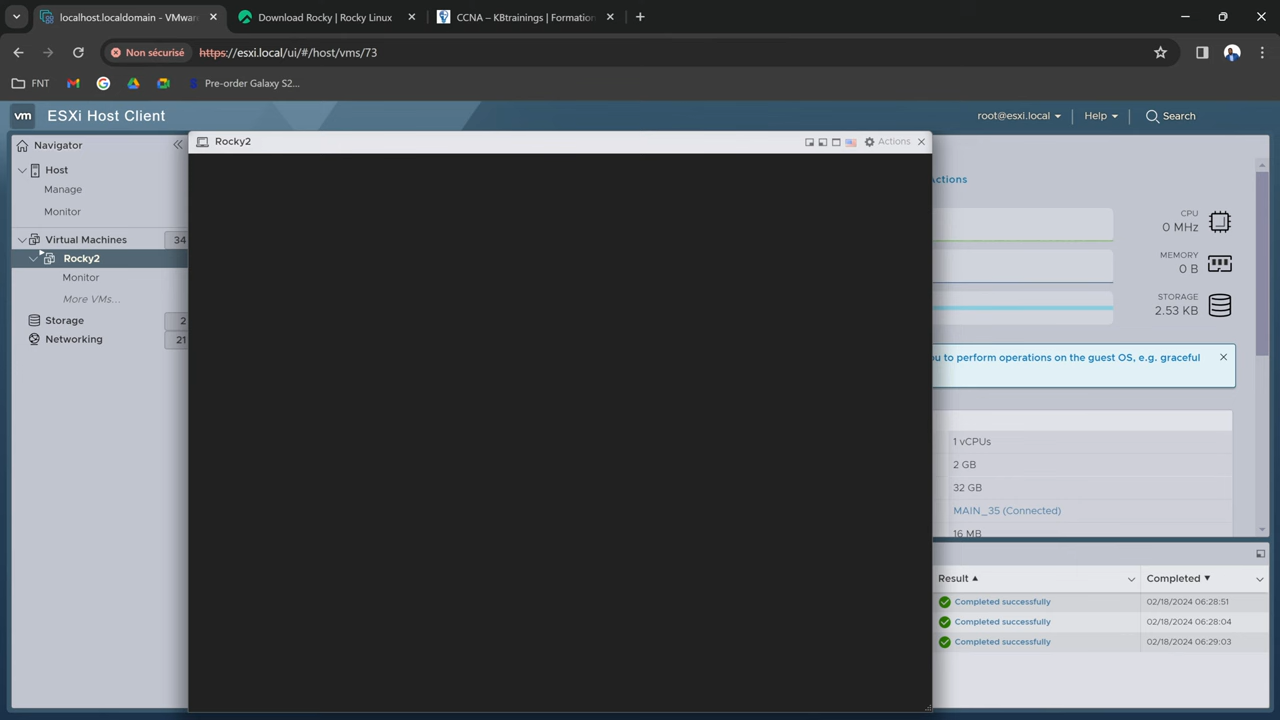 localhost.localdomain - VMwar
Download Rocky | Rocky Linux
CCNA – KBtrainings | Formation
Non sécurisé
https://esxi.local/ui/#/host/vms/73
FNT
Pre-order Galaxy S2...
vm
ESXi Host Client
root@esxi.local
Help
Search
Navigator
Rocky2
Actions
Host
Manage
Monitor
Virtual Machines
34
Rocky2
Monitor
More VMs...
Storage
2
Networking
21
Actions
CPU
0 MHz
MEMORY
0 B
STORAGE
2.53 KB
u to perform operations on the guest OS, e.g. graceful
1 vCPUs
2 GB
32 GB
MAIN_35 (Connected)
16 MB
Result
Completed
Completed successfully
02/18/2024 06:28:51
Completed successfully
02/18/2024 06:28:04
Completed successfully
02/18/2024 06:29:03